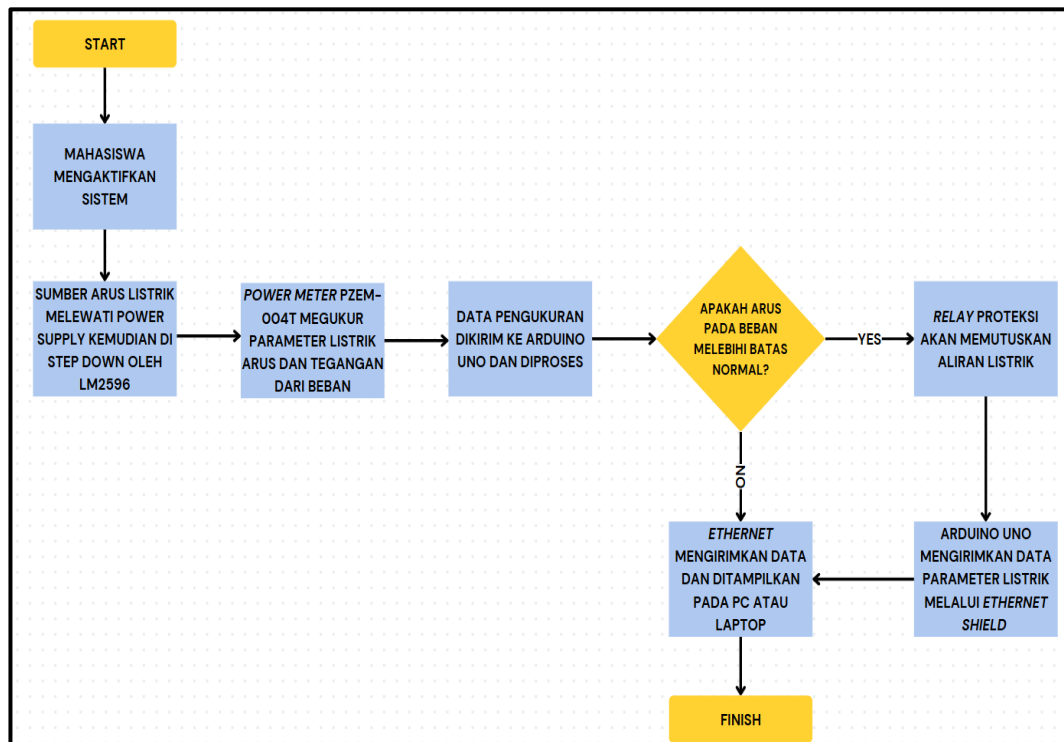 START
MAHASISWA
MENGAKTIFKAN
SISTEM
SUMBER ARUS LISTRIK
MELEWATI POWER
SUPPLY KEMUDIAN DI
STEP DOWN OLEH
LM2596
POWER METER PZEM-
004T MEGUKUR
PARAMETER LISTRIK
ARUS DAN TEGANGAN
DARI BEBAN
DATA PENGUKURAN
DIKIRIM KE ARDUINO
UNO DAN DIPROSES
APAKAH ARUS
PADA BEBAN
MELEBIHI BATAS
NORMAL?
YES
RELAY PROTEKSI
AKAN MEMUTUSKAN
ALIRAN LISTRIK
NO
ETHERNET
MENGIRIMKAN DATA
DAN DITAMPILKAN
PADA PC ATAU
LAPTOP
ARDUINO UNO
MENGIRIMKAN DATA
PARAMETER LISTRIK
MELALUI ETHERNET
SHIELD
FINISH